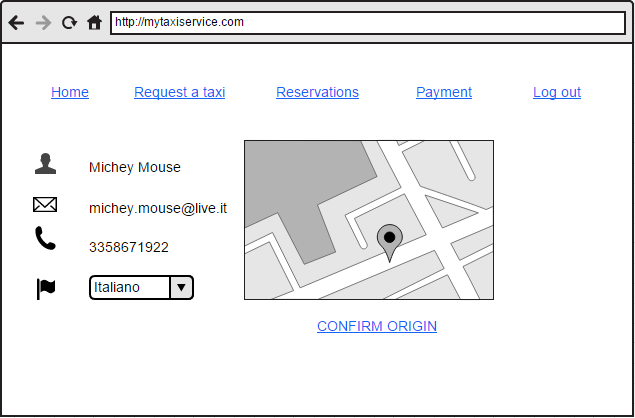 http://mytaxiservice.com
Home Request a taxi Reservations Payment Log out
Michey Mouse
michey.mouse@live.it
3358671922
Italiano
CONFIRM ORIGIN